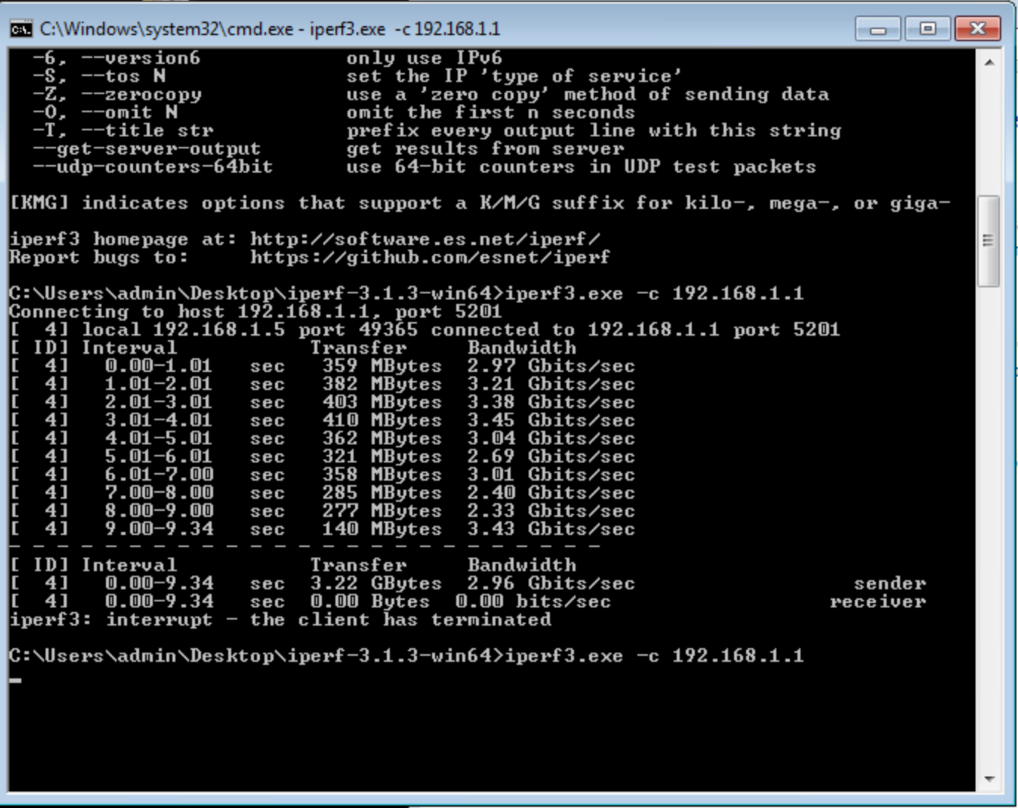 C:\Windows\system32\cmd.exe - iperf3.exe -c 192.168.1.1
-6, --version6 only use IPv6
-S, --tos N set the IP 'type of service'
-Z, --zerocopy use a 'zero copy' method of sending data
-O, --omit N omit the first n seconds
-T, --title str prefix every output line with this string
--get-server-output get results from server
--udp-counters-64bit use 64-bit counters in UDP test packets
[KMG] indicates options that support a K/M/G suffix for kilo-, mega-, or giga-
iperf3 homepage at: http://software.es.net/iperf/
Report bugs to: https://github.com/esnet/iperf
C:\Users\admin\Desktop\iperf-3.1.3-win64>iperf3.exe -c 192.168.1.1
Connecting to host 192.168.1.1, port 5201
[ 4] local 192.168.1.5 port 49365 connected to 192.168.1.1 port 5201
[ ID] Interval Transfer Bandwidth
[ 4] 0.00-1.01 sec 359 MBytes 2.97 Gbits/sec
[ 4] 1.01-2.01 sec 382 MBytes 3.21 Gbits/sec
[ 4] 2.01-3.01 sec 403 MBytes 3.38 Gbits/sec
[ 4] 3.01-4.01 sec 410 MBytes 3.45 Gbits/sec
[ 4] 4.01-5.01 sec 362 MBytes 3.04 Gbits/sec
[ 4] 5.01-6.01 sec 321 MBytes 2.69 Gbits/sec
[ 4] 6.01-7.00 sec 358 MBytes 3.01 Gbits/sec
[ 4] 7.00-8.00 sec 285 MBytes 2.40 Gbits/sec
[ 4] 8.00-9.00 sec 277 MBytes 2.33 Gbits/sec
[ 4] 9.00-9.34 sec 140 MBytes 3.43 Gbits/sec
- - - - - - - - - - - - - - - - - - - - - - - - -
[ ID] Interval Transfer Bandwidth
[ 4] 0.00-9.34 sec 3.22 GBytes 2.96 Gbits/sec sender
[ 4] 0.00-9.34 sec 0.00 Bytes 0.00 bits/sec receiver
iperf3: interrupt - the client has terminated
C:\Users\admin\Desktop\iperf-3.1.3-win64>iperf3.exe -c 192.168.1.1